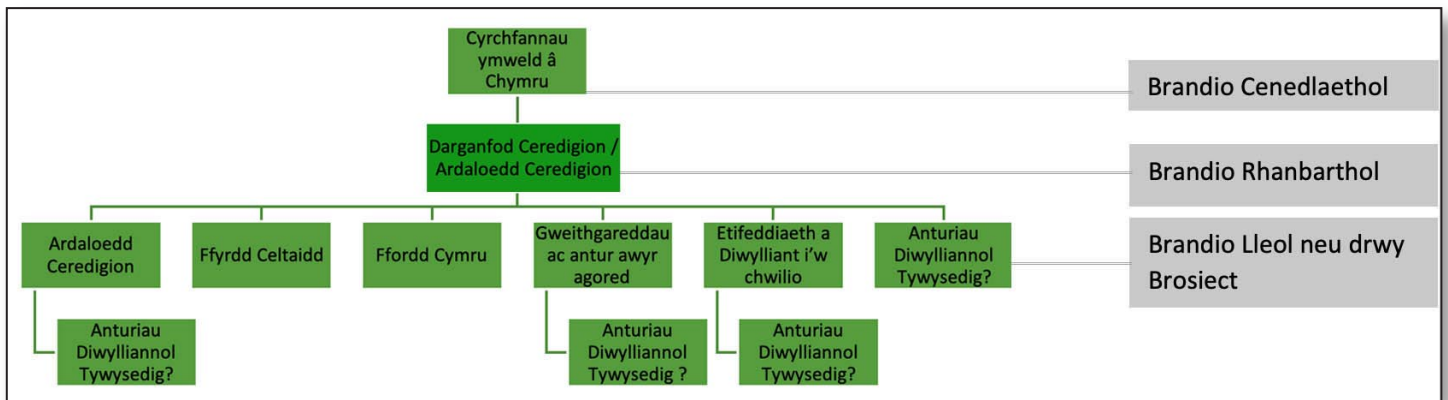 Cyrchfannau
ymweld â
Chymru
Brandio Cenedlaethol
Darganfod Ceredigion /
Ardaloedd Ceredigion
Brandio Rhanbarthol
Ardaloedd
Ceredigion
Ffyrdd Celtaidd
Ffordd Cymru
Gweithgareddau
ac antur awyr
agored
Etifeddiaeth a
Diwylliant i’w
chwilio
Anturiau
Diwylliannol
Tywysedig?
Brandio Lleol neu drwy
Brosiect
Anturiau
Diwylliannol
Tywysedig?
Anturiau
Diwylliannol
Tywysedig ?
Anturiau
Diwylliannol
Tywysedig?